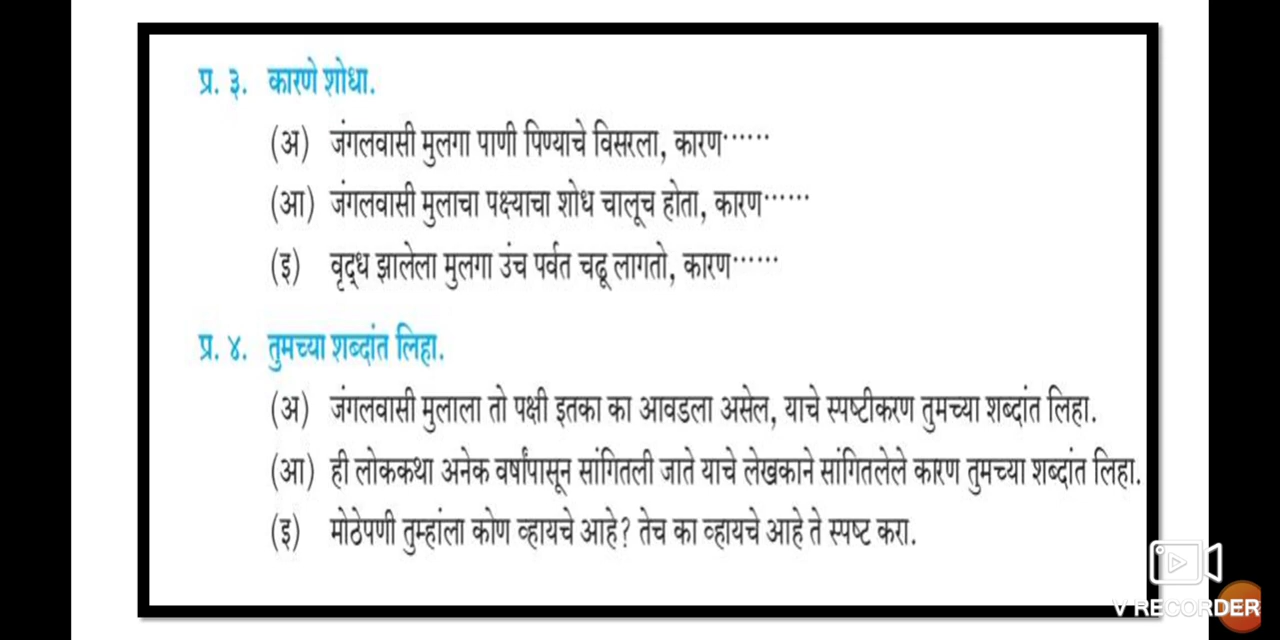 प्र. ३. कारणे शोधा.
(अ) जंगलवासी मुलगा पाणी पिण्याचे विसरला, कारण······
(आ) जंगलवासी मुलाचा पक्ष्याचा शोध चालूच होता, कारण······
(इ) वृद्ध झालेला मुलगा उंच पर्वत चढू लागतो, कारण······
प्र. ४. तुमच्या शब्दांत लिहा.
(अ) जंगलवासी मुलाला तो पक्षी इतका का आवडला असेल, याचे स्पष्टीकरण तुमच्या शब्दांत लिहा.
(आ) ही लोककथा अनेक वर्षांपासून सांगितली जाते याचे लेखकाने सांगितलेले कारण तुमच्या शब्दांत लिहा.
(इ) मोठेपणी तुम्हांला कोण व्हायचे आहे? तेच का व्हायचे आहे ते स्पष्ट करा.
V RECORDER